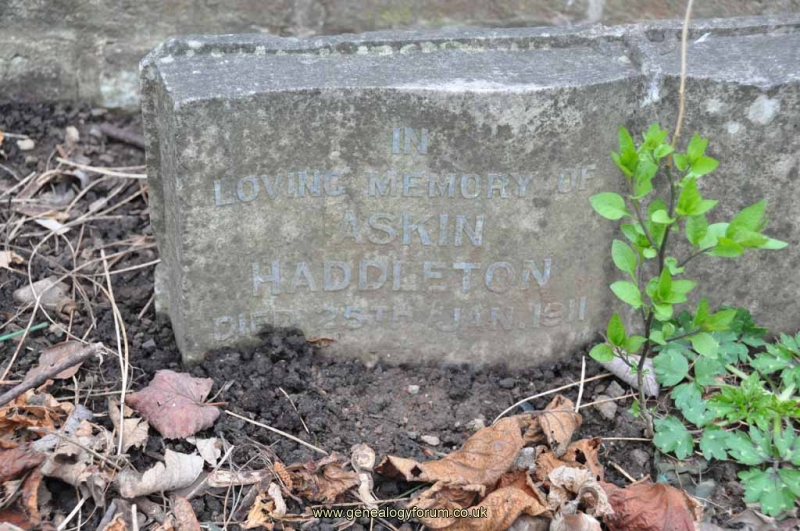 IN
LOVING MEMORY OF
ASKIN
HADDLETON
DIED 25TH JAN. 1911
www.genealogyforum.co.uk